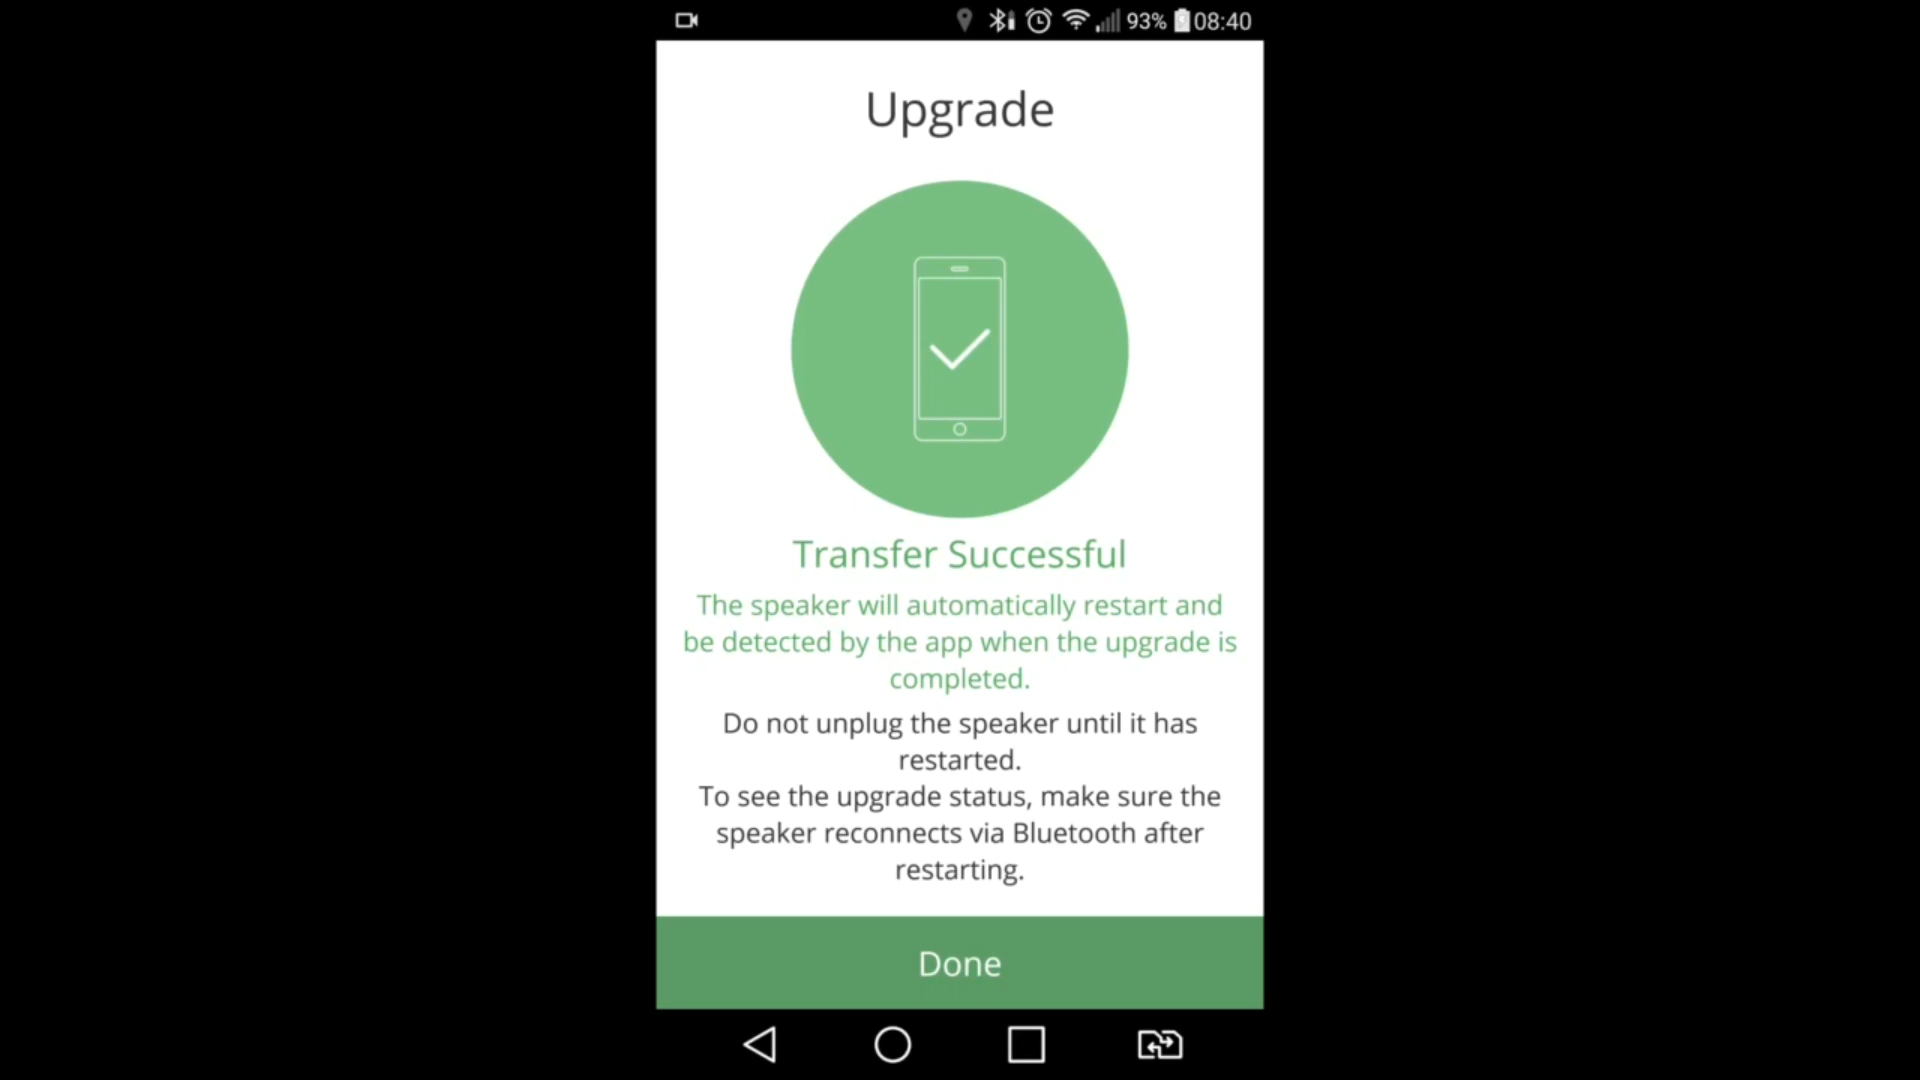 93% 08:40
Upgrade
Transfer Successful
The speaker will automatically restart and
be detected by the app when the upgrade is
completed.
Do not unplug the speaker until it has
restarted.
To see the upgrade status, make sure the
speaker reconnects via Bluetooth after
restarting.
Done